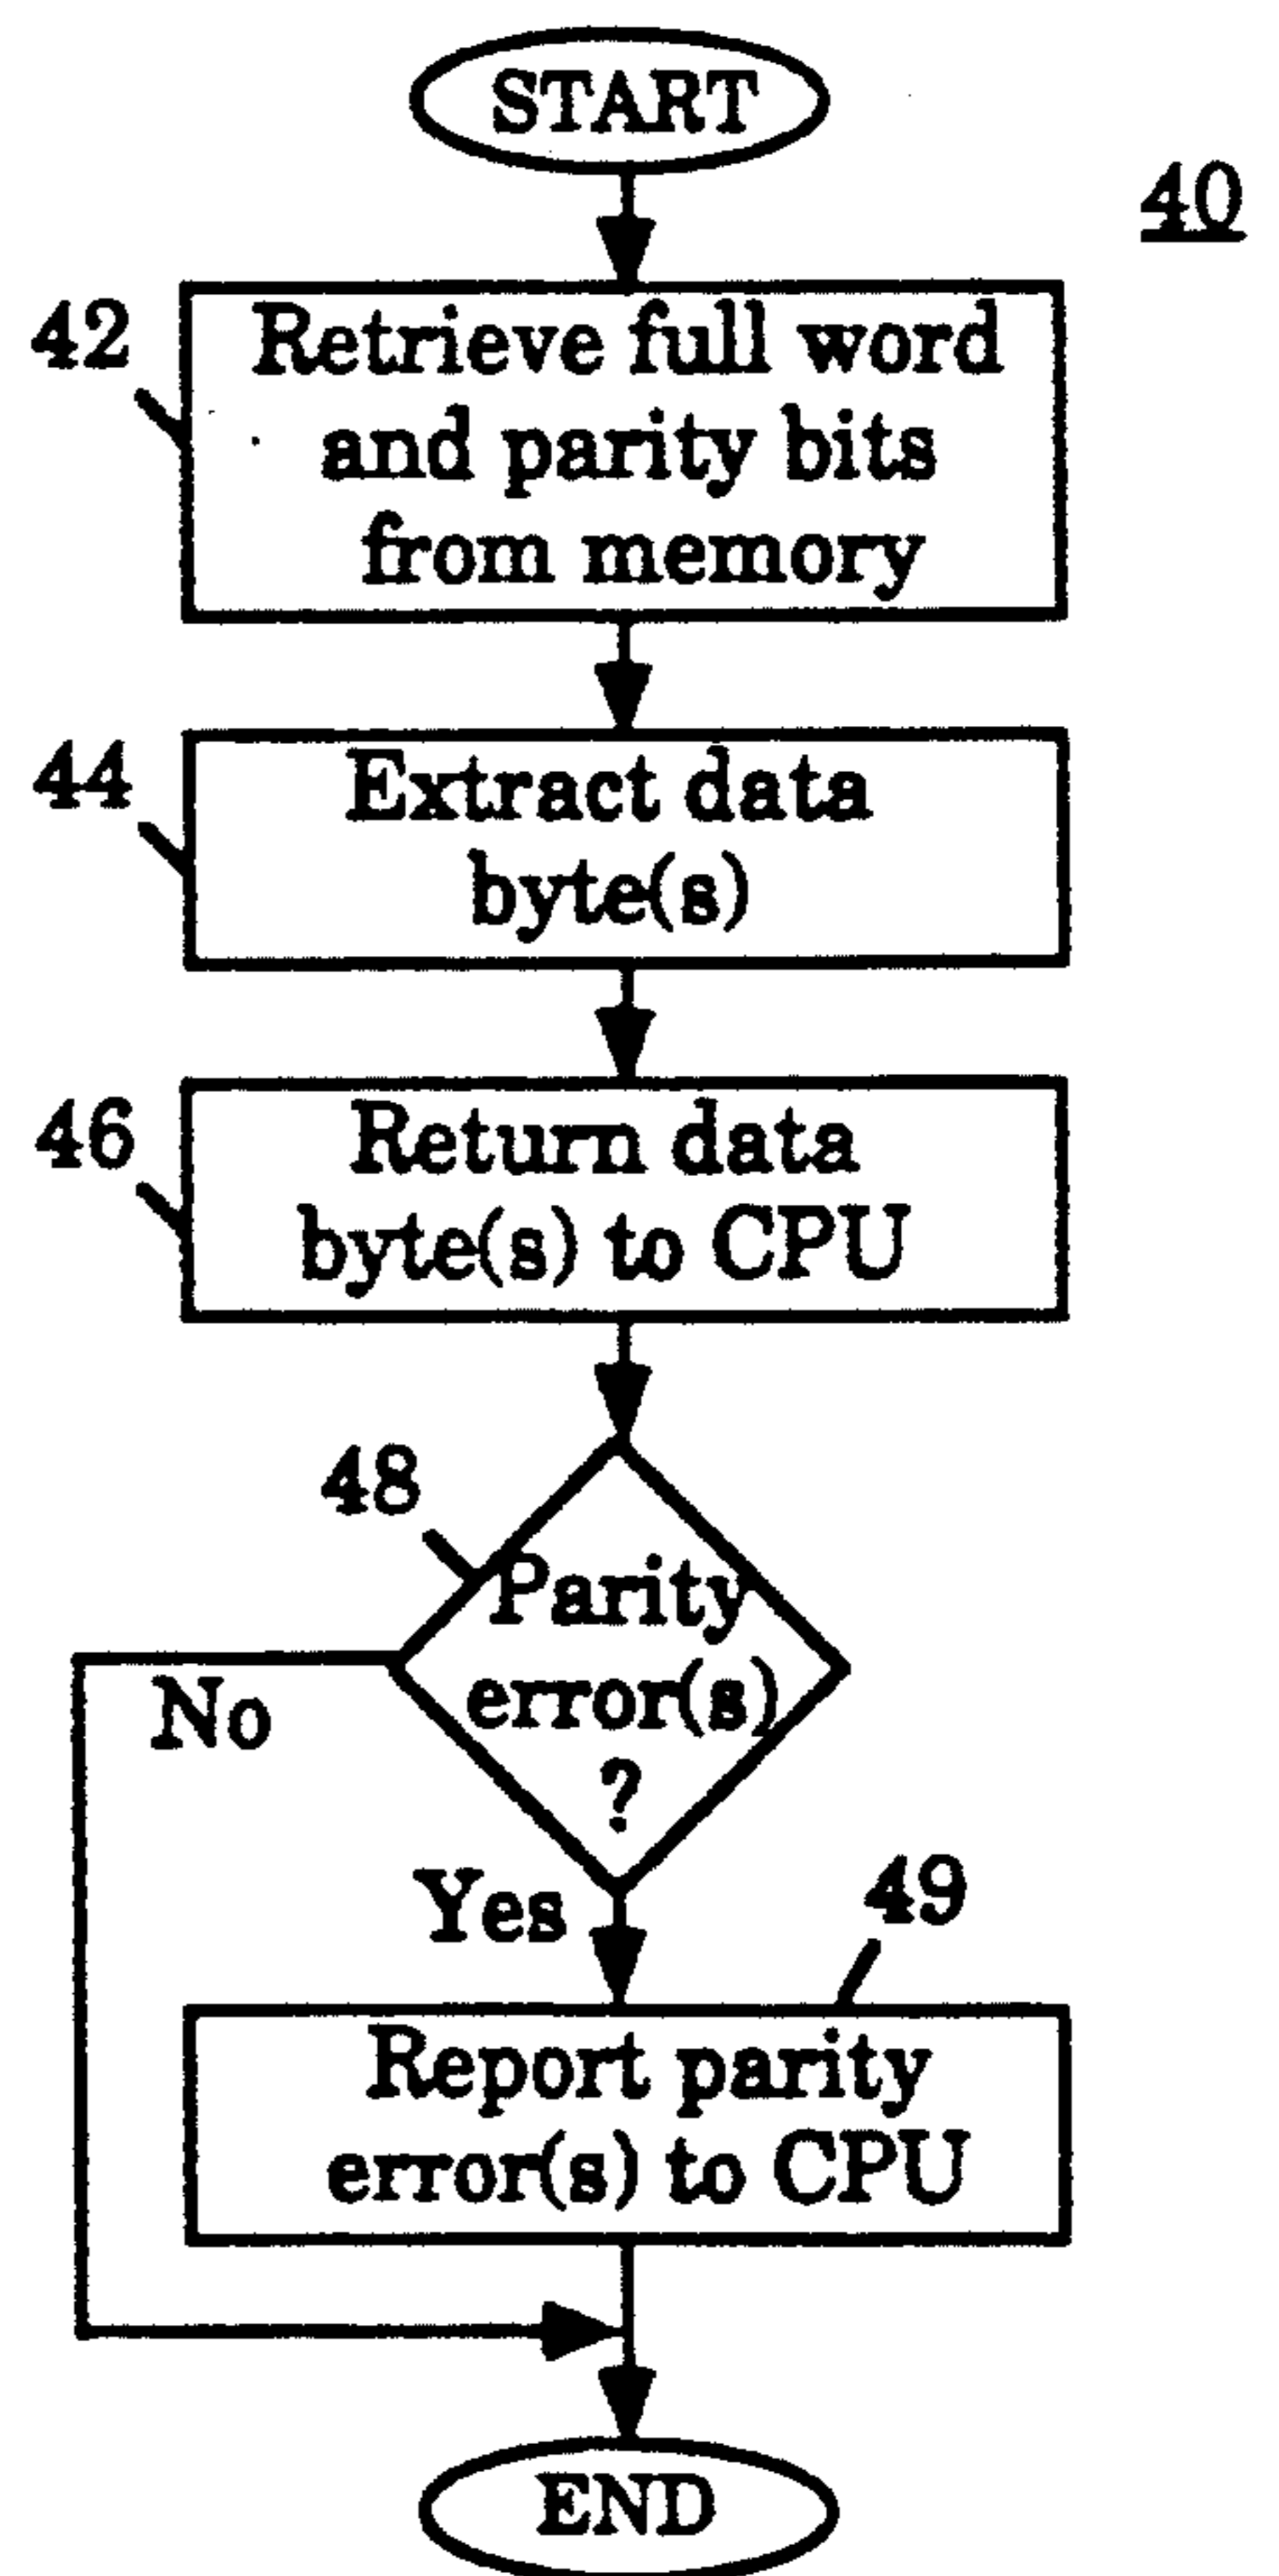 START
40
42
Retrieve full word
and parity bits
from memory
44
Extract data
byte(s)
46
Return data
byte(s) to CPU
48
Parity
error(s)
?
No
Yes
49
Report parity
error(s) to CPU
END